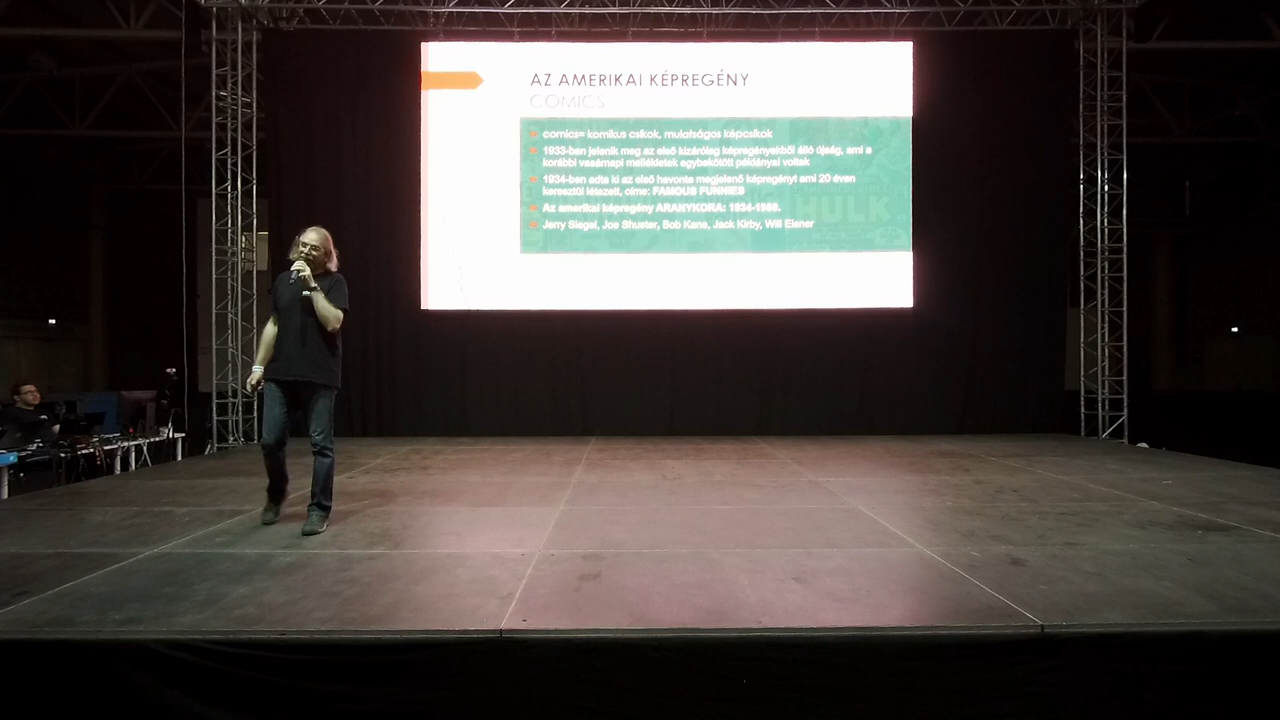 AZ AMERIKAI KÉPREGÉNY
COMICS
comics= komikus csíkok, mulatságos képcsíkok
1933-ban jelenik meg az első kizárólag képregényekből álló újság, ami a
korábbi vasárnapi mellékletek egybekötött példányai voltak
1934-ben adta ki az első havonta megjelenő képregényt ami 20 éven
keresztül létezett, címe: FAMOUS FUNNIES
Az amerikai képregény ARANYKORA: 1934-1956.
Jerry Siegel, Joe Shuster, Bob Kane, Jack Kirby, Will Eisner
HULK